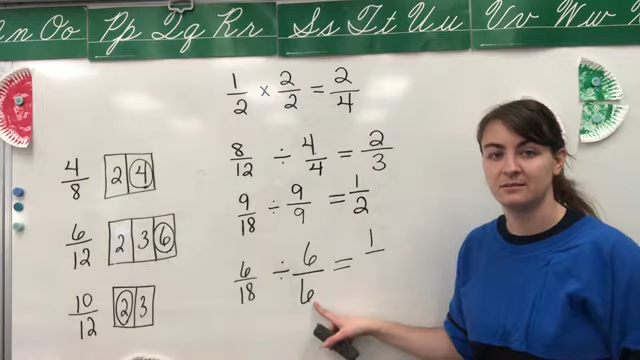 n Oo Pp Qq Rr Ss Tt Uu Vv Ww
1/2 × 2/2 = 2/4
8/12 ÷ 4/4 = 2/3
9/18 ÷ 9/9 = 1/2
6/18 ÷ 6/6 = 1/
4/8 2 4
6/12 2 3 6
10/12 2 3